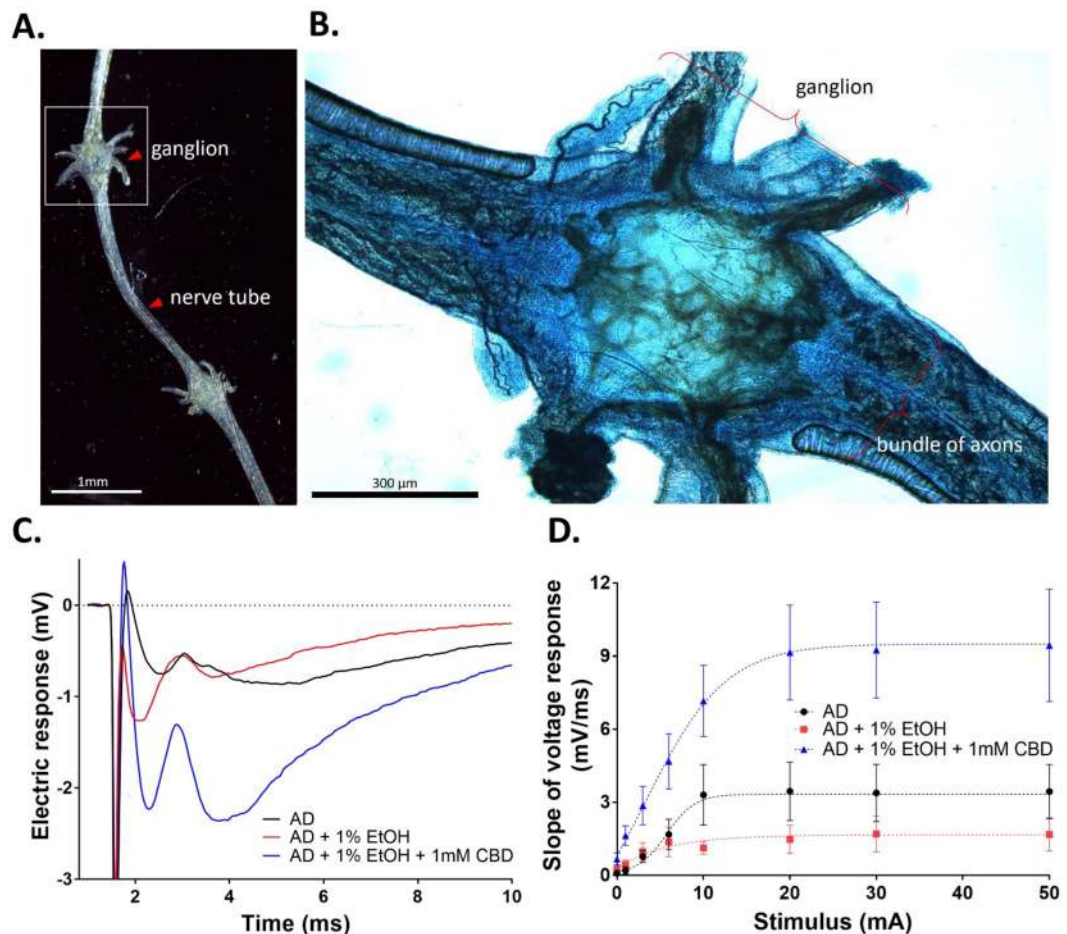 A.
ganglion
nerve tube
1mm
B.
ganglion
bundle of axons
300 µm
C.
Electric response (mV)
0
-1
-2
-3
2
4
6
8
10
Time (ms)
AD
AD + 1% EtOH
AD + 1% EtOH + 1mM CBD
D.
Slope of voltage response
(mV/ms)
12
9
6
3
0
0
10
20
30
40
50
Stimulus (mA)
AD
AD + 1% EtOH
AD + 1% EtOH + 1mM CBD